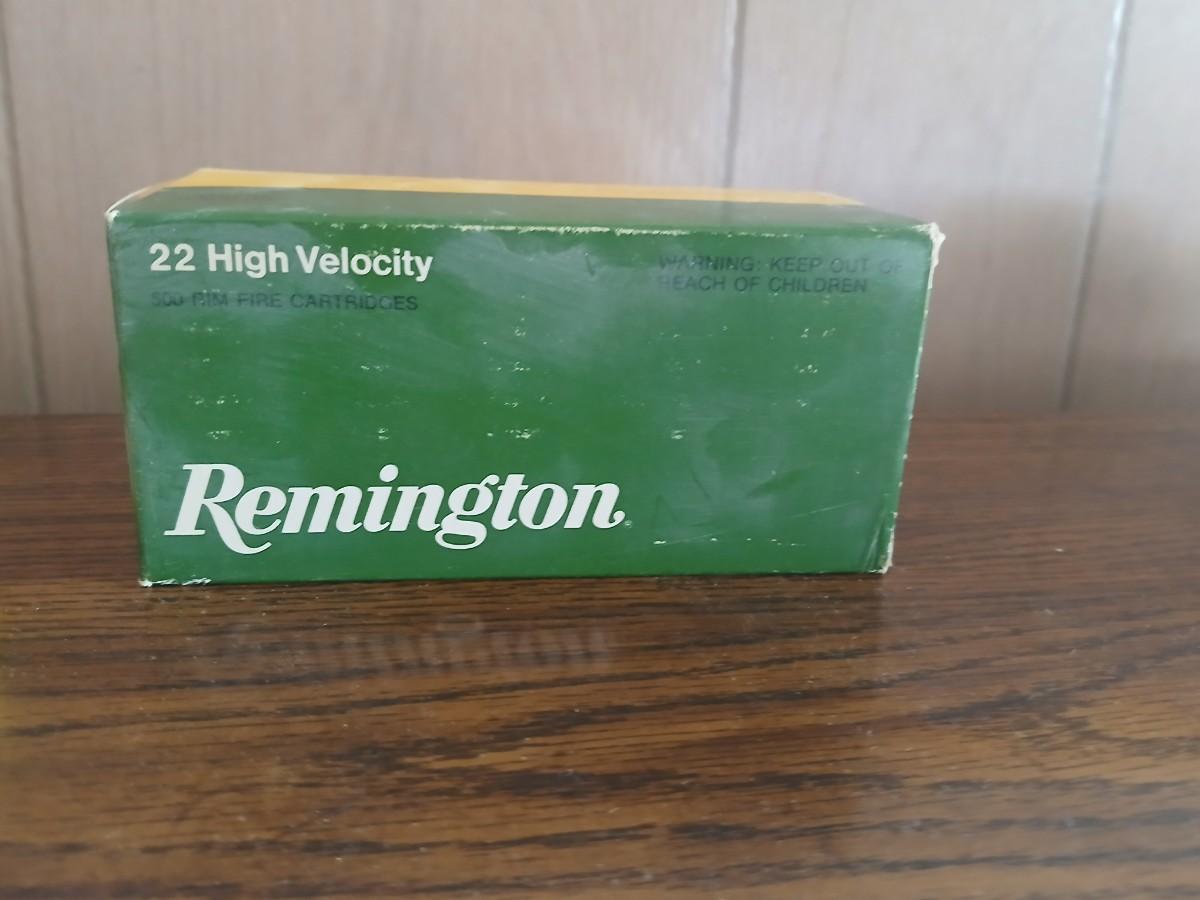 22 High Velocity
500 RIM FIRE CARTRIDGES
WARNING: KEEP OUT OF
REACH OF CHILDREN
Remington